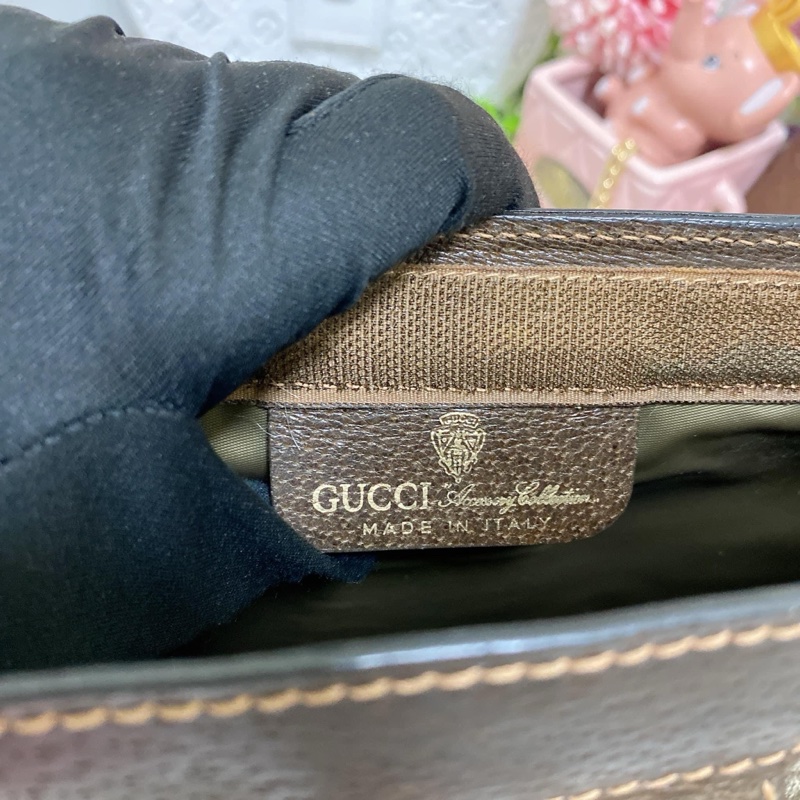 GUCCI Accessory Collection
MADE IN ITALY